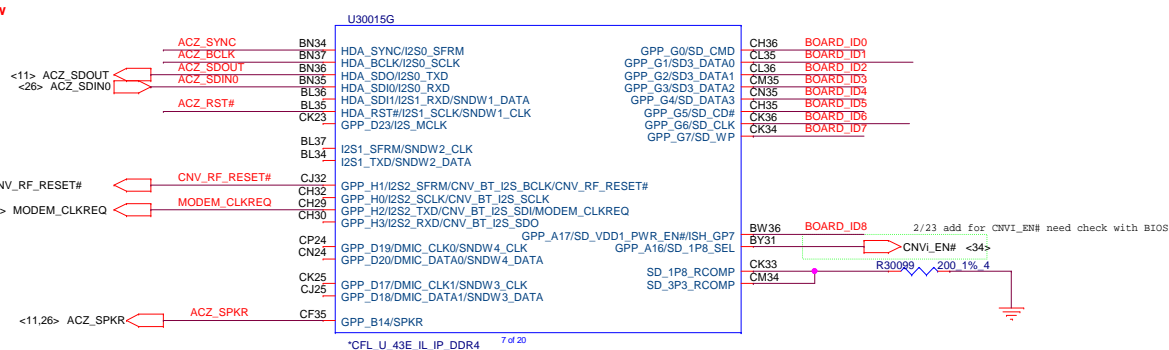 U30015G
ACZ_SYNC BN34 HDA_SYNC/I2S0_SFRM GPP_G0/SD_CMD CH36 BOARD_ID0
ACZ_BCLK BN37 HDA_BCLK/I2S0_SCLK GPP_G1/SD3_DATA0 CL35 BOARD_ID1
<11> ACZ_SDOUT ACZ_SDOUT BN36 HDA_SDO/I2S0_TXD GPP_G2/SD3_DATA1 CL36 BOARD_ID2
<26> ACZ_SDIN0 ACZ_SDIN0 BN35 HDA_SDI0/I2S0_RXD GPP_G3/SD3_DATA2 CM35 BOARD_ID3
BL36 HDA_SDI1/I2S1_RXD/SNDW1_DATA GPP_G4/SD_DATA3 CN35 BOARD_ID4
ACZ_RST# BL35 HDA_RST#/I2S1_SCLK/SNDW1_CLK GPP_G5/SD_CD# CH35 BOARD_ID5
CK23 GPP_D23/I2S_MCLK GPP_G6/SD_CLK CK36 BOARD_ID6
GPP_G7/SD_WP CK34 BOARD_ID7
BL37 I2S1_SFRM/SNDW2_CLK
BL34 I2S1_TXD/SNDW2_DATA
NV_RF_RESET# CNV_RF_RESET# CJ32 GPP_H1/I2S2_SFRM/CNV_BT_I2S_BCLK/CNV_RF_RESET#
CH32 GPP_H0/I2S2_SCLK/CNV_BT_I2S_SCLK
> MODEM_CLKREQ MODEM_CLKREQ CH29 GPP_H2/I2S2_TXD/CNV_BT_I2S_SDI/MODEM_CLKREQ
CH30 GPP_H3/I2S2_RXD/CNV_BT_I2S_SDO
GPP_A17/SD_VDD1_PWR_EN#/ISH_GP7 BW36 BOARD_ID8 2/23 add for CNVI_EN# need check with BIOS
CP24 GPP_D19/DMIC_CLK0/SNDW4_CLK GPP_A16/SD_1P8_SEL BY31 CNVi_EN# <34>
CN24 GPP_D20/DMIC_DATA0/SNDW4_DATA
SD_1P8_RCOMP CK33 R30099 200_1%_4
CK25 GPP_D17/DMIC_CLK1/SNDW3_CLK SD_3P3_RCOMP CM34
CJ25 GPP_D18/DMIC_DATA1/SNDW3_DATA
<11,26> ACZ_SPKR ACZ_SPKR CF35 GPP_B14/SPKR
*CFL_U_43E_IL_IP_DDR4 7 of 20